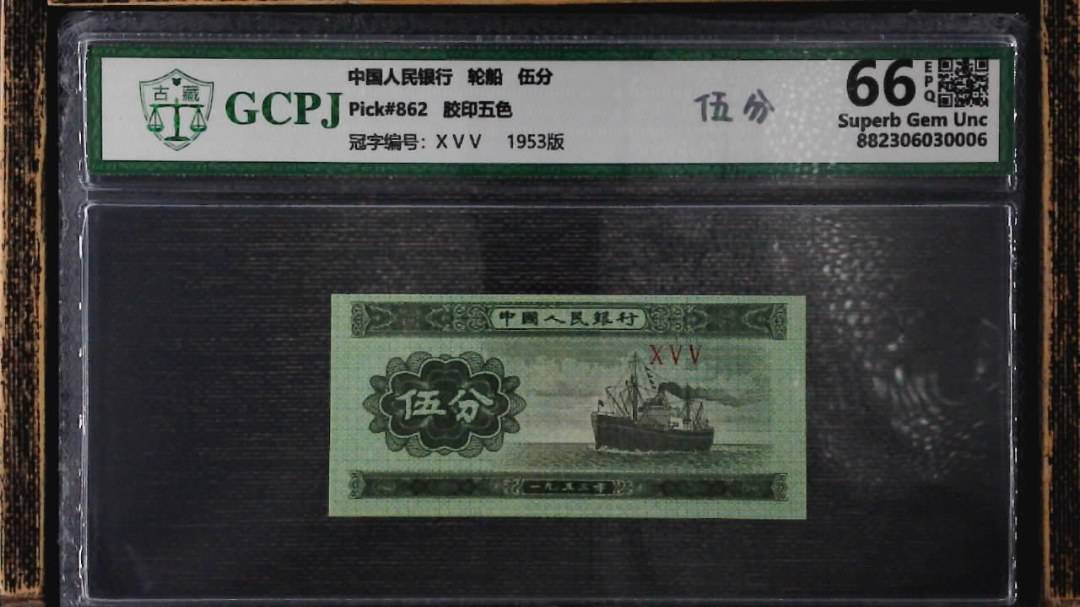 古藏
GCPJ
中国人民银行 轮船 伍分
Pick#862 胶印五色
冠字编号：X V V 1953版
伍分
66
EPQ
Superb Gem Unc
882306030006
中國人民銀行
XVV
伍分
一九五三年